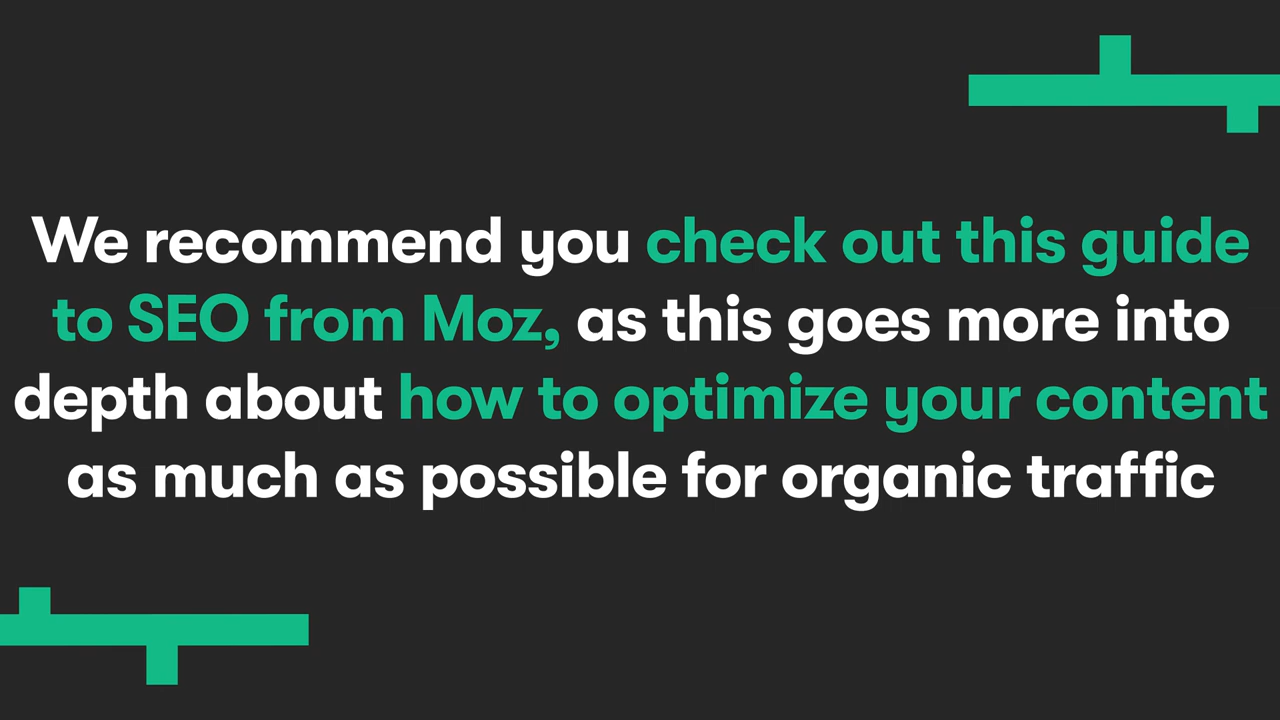 We recommend you check out this guide
to SEO from Moz, as this goes more into
depth about how to optimize your content
as much as possible for organic traffic